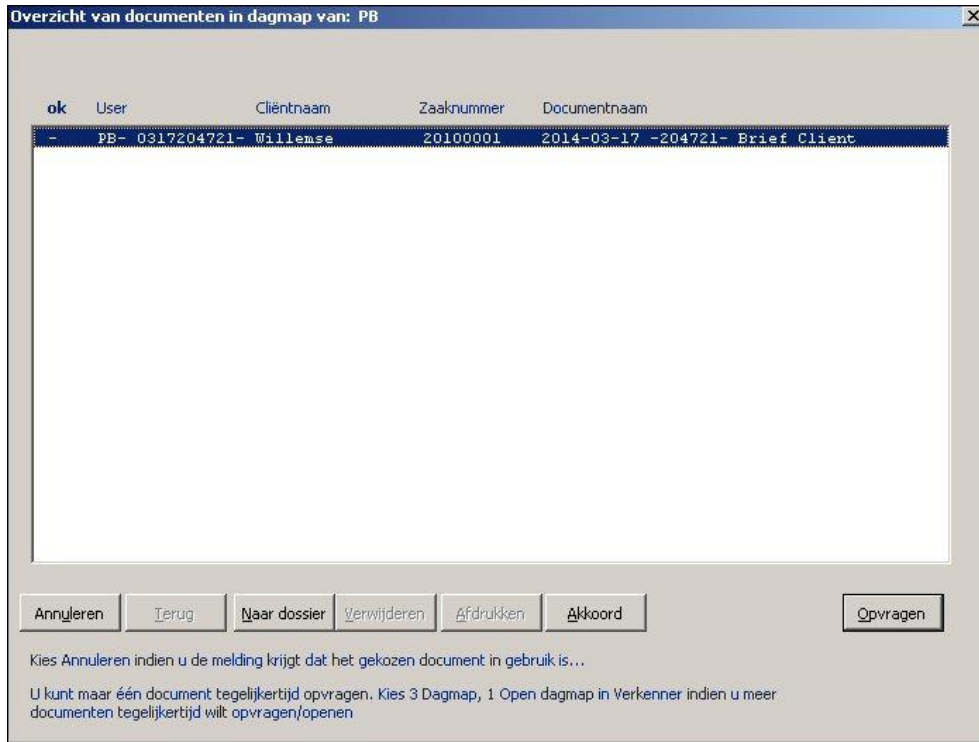 Overzicht van documenten in dagmap van: PB
ok User Cliëntnaam Zaaknummer Documentnaam
- PB- 0317204721- Willemse 20100001 2014-03-17 -204721- Brief Client
Annuleren Terug Naar dossier Verwijderen Afdrukken Akkoord Opvragen
Kies Annuleren indien u de melding krijgt dat het gekozen document in gebruik is...
U kunt maar één document tegelijkertijd opvragen. Kies 3 Dagmap, 1 Open dagmap in Verkenner indien u meer
documenten tegelijkertijd wilt opvragen/openen